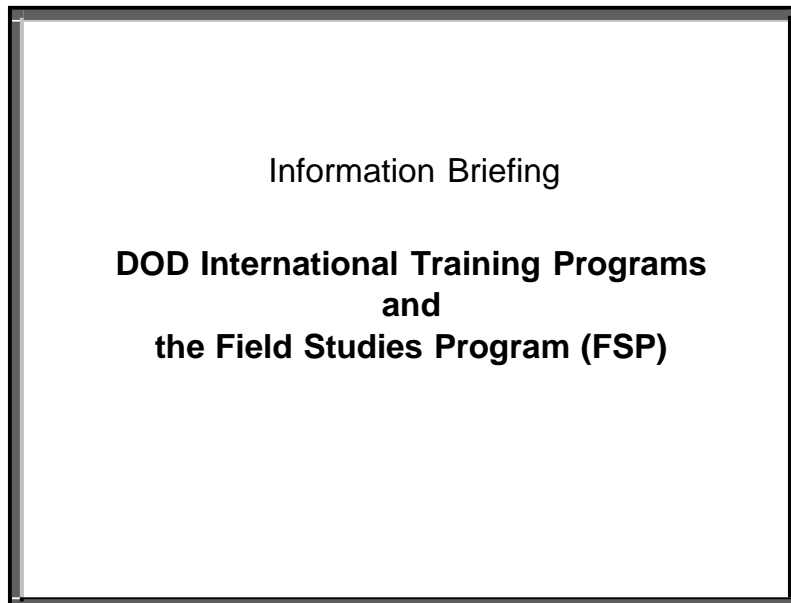 Information Briefing
DOD International Training Programs
and
the Field Studies Program (FSP)